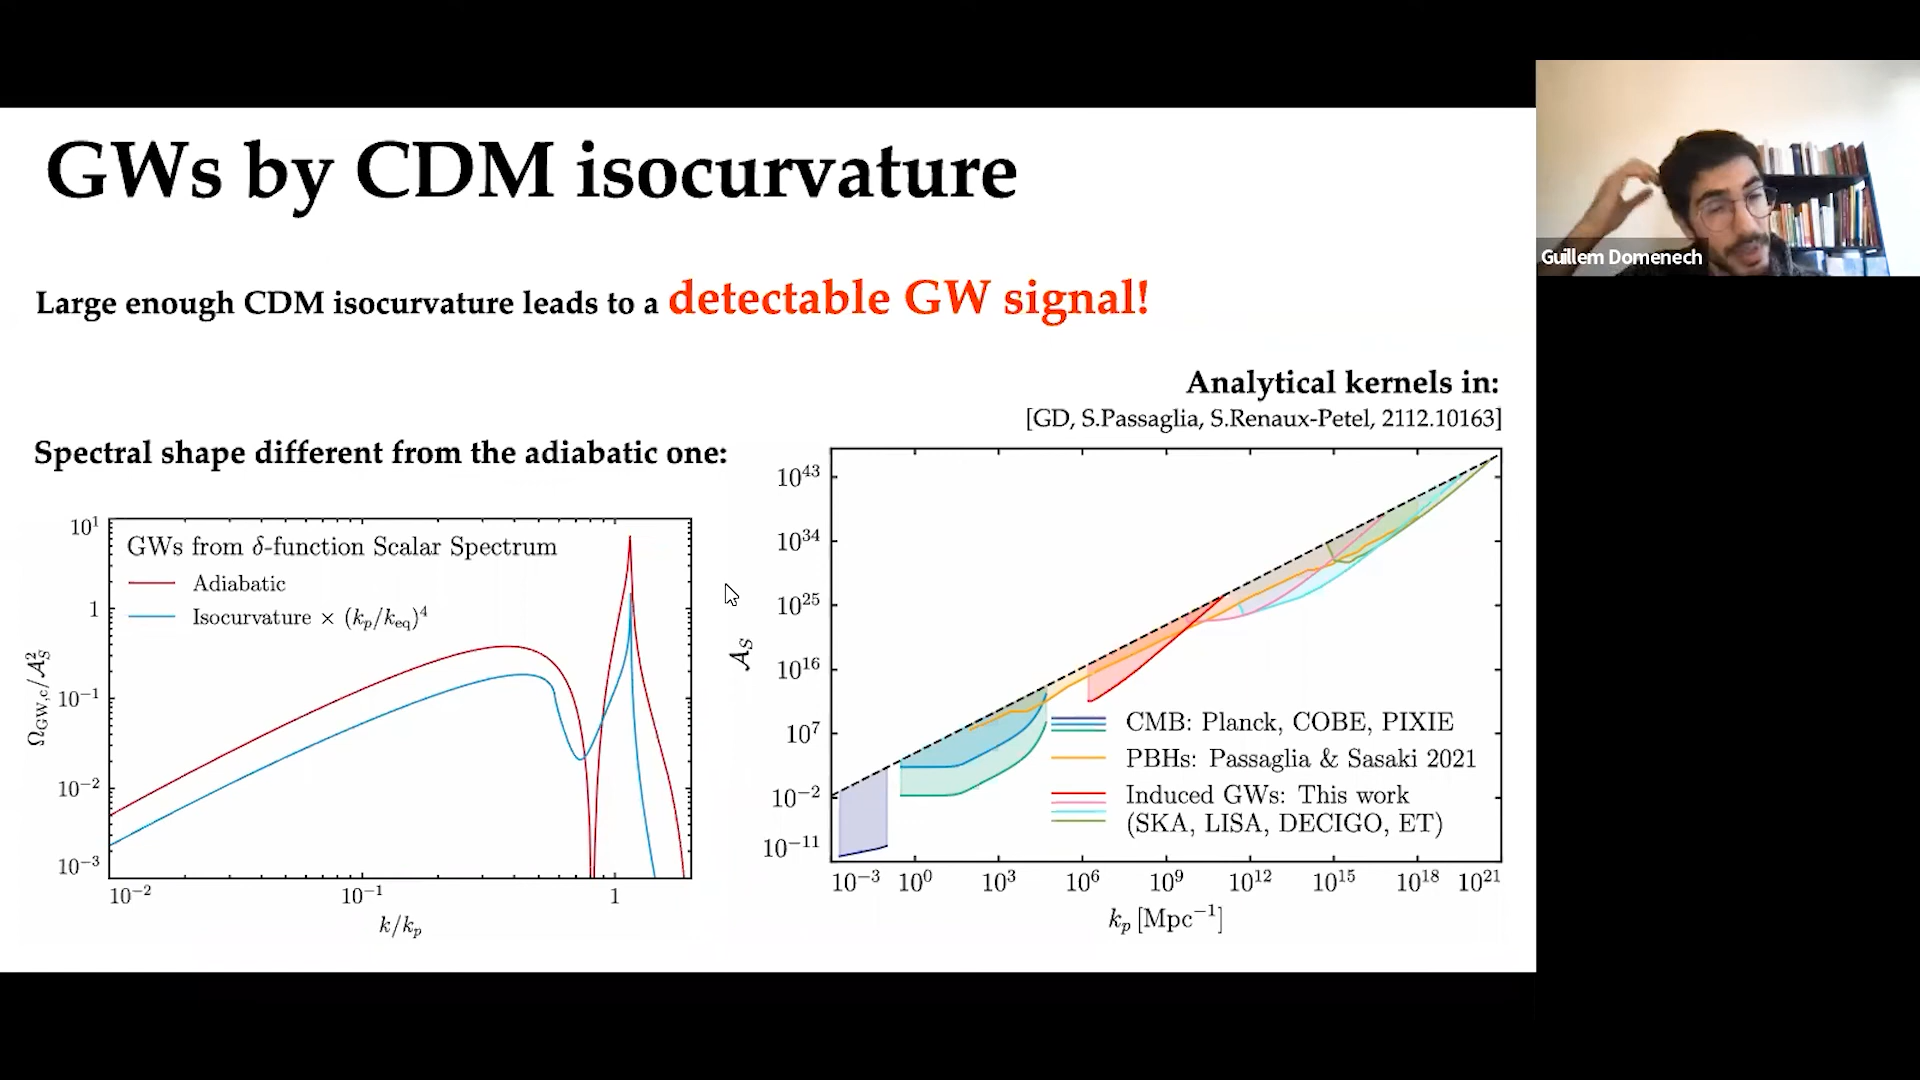 GWs by CDM isocurvature
Guillem Domenech
Large enough CDM isocurvature leads to a detectable GW signal!
Analytical kernels in:
[GD, S.Passaglia, S.Renaux-Petel, 2112.10163]
Spectral shape different from the adiabatic one:
10^1
1
10^−1
10^−2
10^−3
Ω_GW,c/𝒜_S^2
GWs from δ-function Scalar Spectrum
Adiabatic
Isocurvature × (k_p/k_eq)^4
10^−2 10^−1 1
k/k_p
10^43
10^34
10^25
10^16
10^7
10^−2
10^−11
𝒜_S
CMB: Planck, COBE, PIXIE
PBHs: Passaglia & Sasaki 2021
Induced GWs: This work
(SKA, LISA, DECIGO, ET)
10^−3 10^0 10^3 10^6 10^9 10^12 10^15 10^18 10^21
k_p [Mpc^−1]